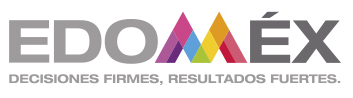 EDOMÉX
DECISIONES FIRMES, RESULTADOS FUERTES.